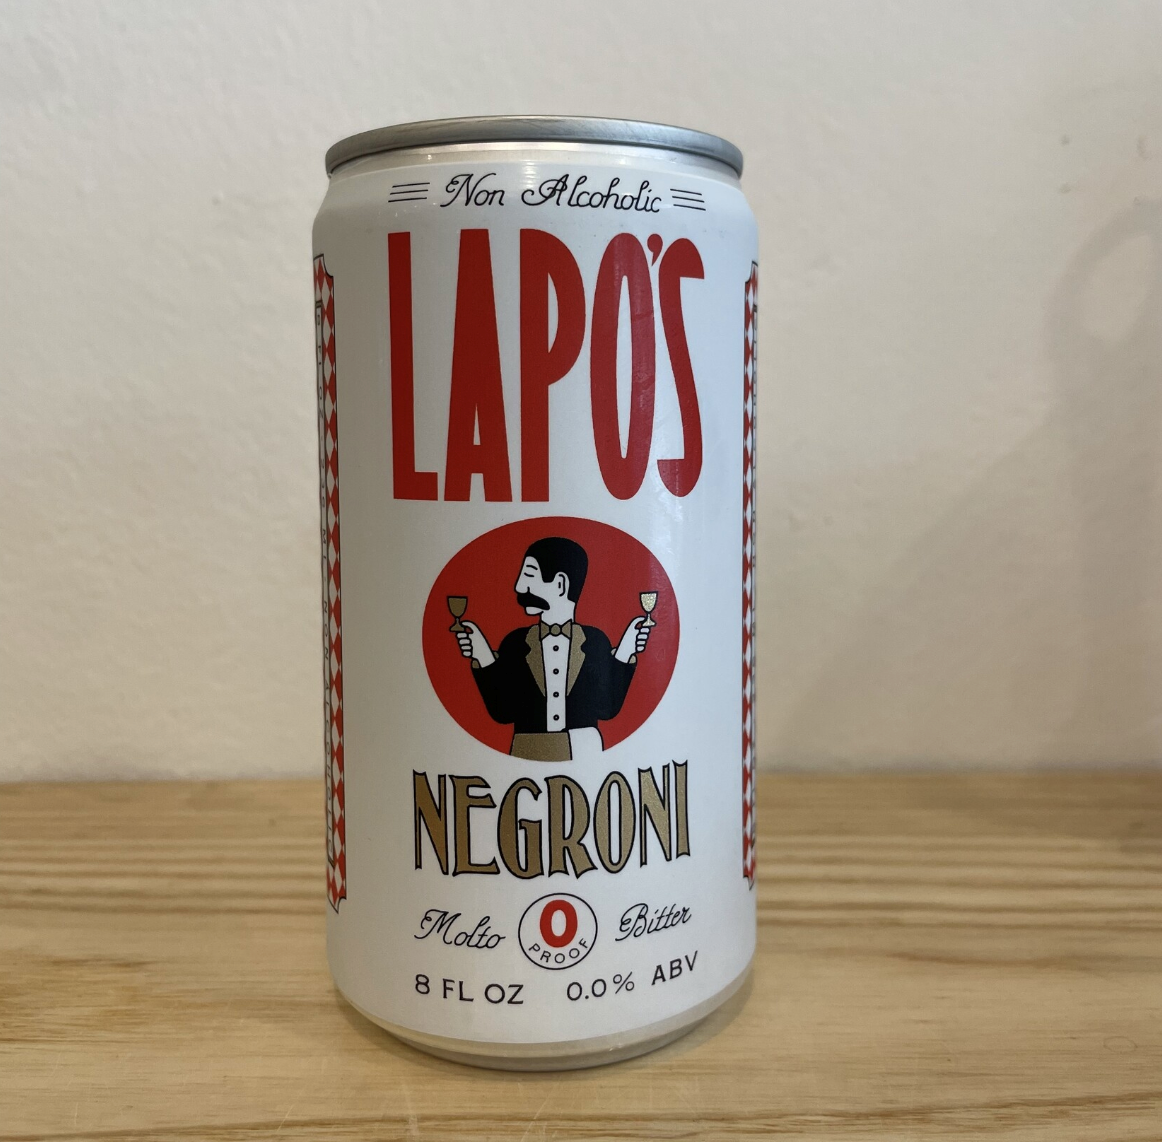 Non Alcoholic
LAPO'S
NEGRONI
Molto 0 PROOF Bitter
8 FL OZ 0.0% ABV